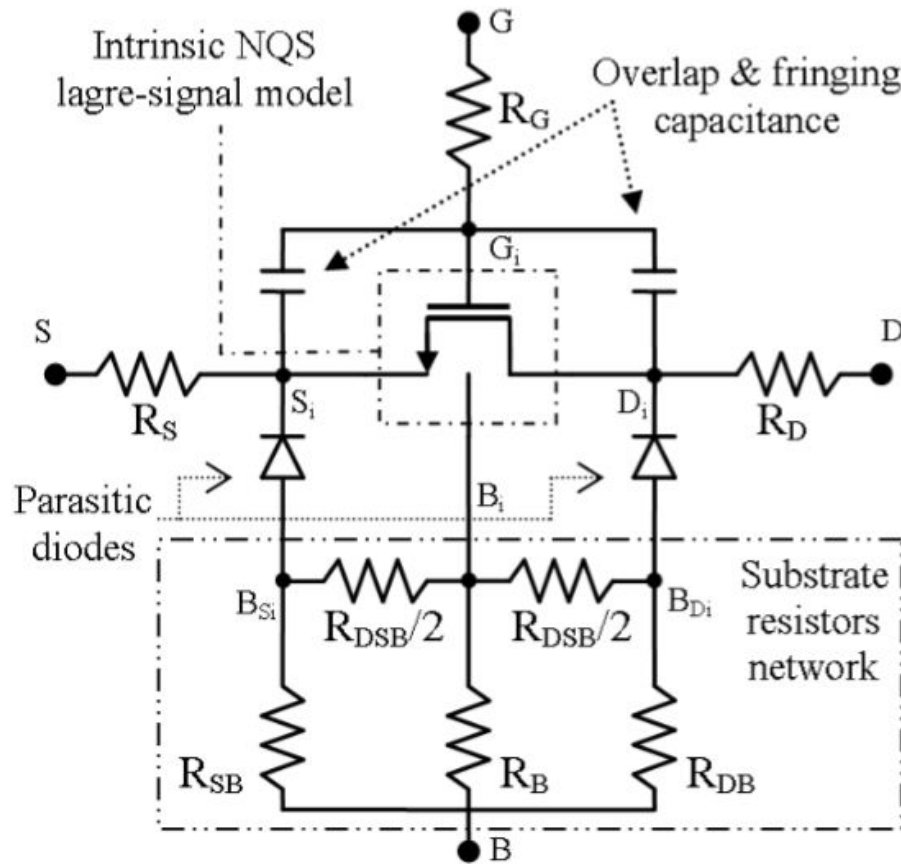 G
Intrinsic NQS
lagre-signal model
Overlap & fringing
capacitance
R_G
G_i
S
D
R_S
S_i
D_i
R_D
Parasitic
diodes
B_i
B_Si
R_DSB/2
R_DSB/2
B_Di
Substrate
resistors
network
R_SB
R_B
R_DB
B